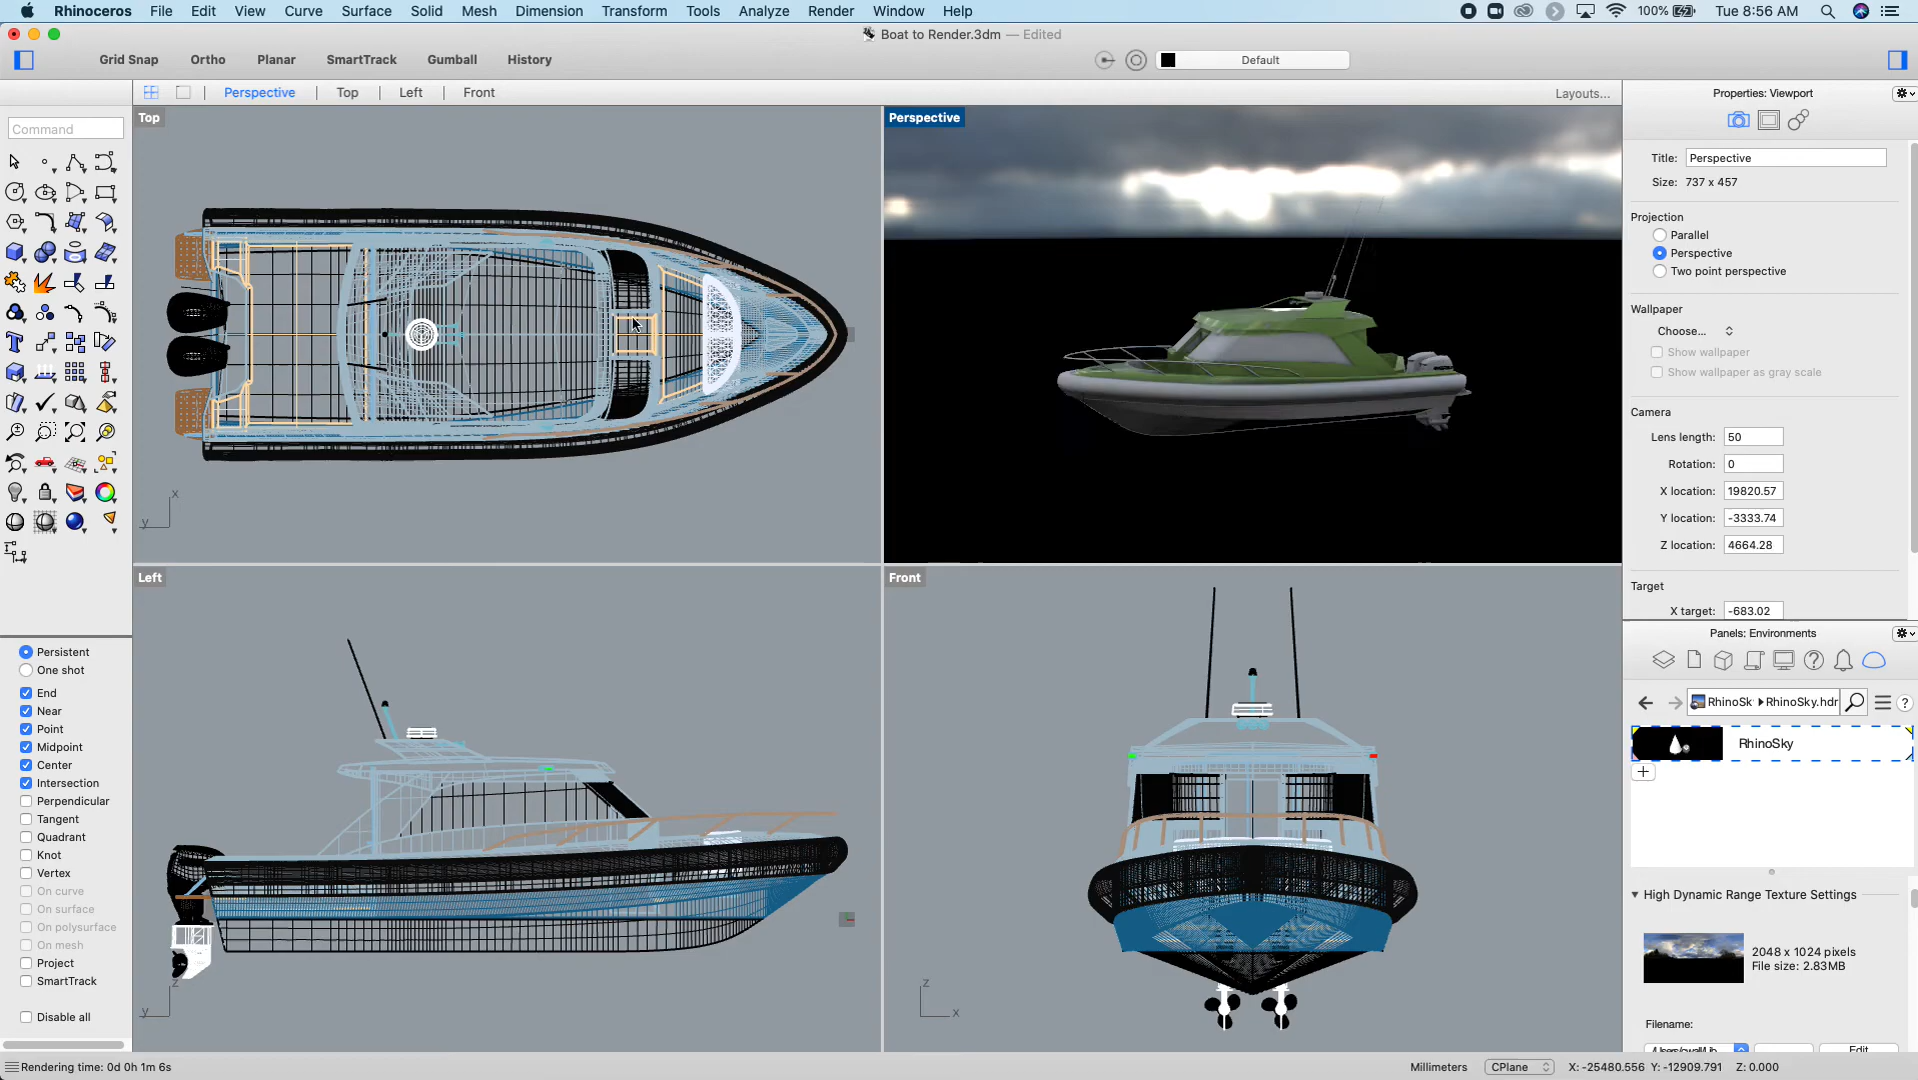 Rhinoceros File Edit View Curve Surface Solid Mesh Dimension Transform Tools Analyze Render Window Help 100% Tue 8:56 AM
Boat to Render.3dm — Edited
Grid Snap Ortho Planar SmartTrack Gumball History Default
Perspective Top Left Front Layouts...
Command
Persistent
One shot
End
Near
Point
Midpoint
Center
Intersection
Perpendicular
Tangent
Quadrant
Knot
Vertex
On curve
On surface
On polysurface
On mesh
Project
SmartTrack
Disable all
Top
x
y
Perspective
Left
z
y
Front
z
x
Properties: Viewport
Title: Perspective
Size: 737 x 457
Projection
Parallel
Perspective
Two point perspective
Wallpaper
Choose...
Show wallpaper
Show wallpaper as gray scale
Camera
Lens length: 50
Rotation: 0
X location: 19820.57
Y location: -3333.74
Z location: 4664.28
Target
X target: -683.02
Panels: Environments
RhinoSk RhinoSky.hdr
RhinoSky
High Dynamic Range Texture Settings
2048 x 1024 pixels
File size: 2.83MB
Filename:
Edit
Rendering time: 0d 0h 1m 6s
Millimeters CPlane X: -25480.556 Y: -12909.791 Z: 0.000